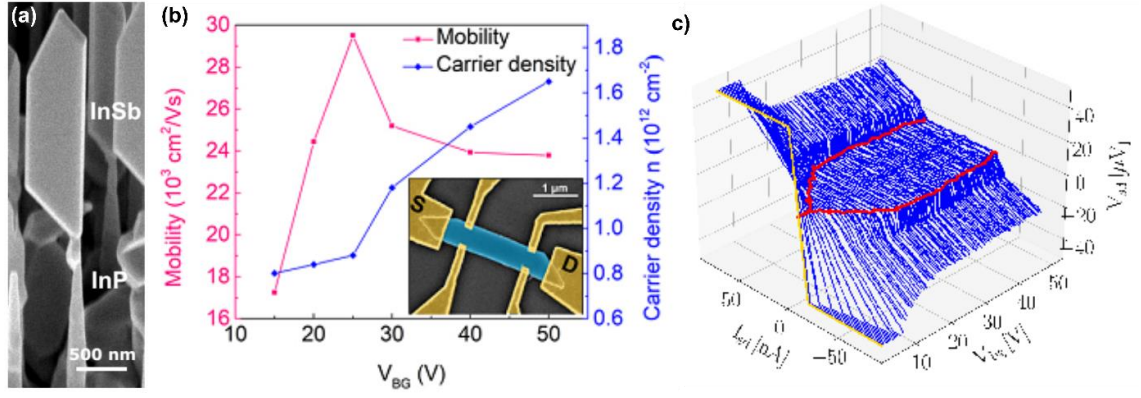 (a)
InSb
InP
500 nm
(b)
Mobility (10³ cm²/Vs)
30
28
26
24
22
20
18
16
Mobility
Carrier density
1 µm
S
D
10
20
30
40
50
V_BG (V)
1.8
1.6
1.4
1.2
1.0
0.8
0.6
Carrier density n (10¹² cm⁻²)
c)
40
20
0
−20
−40
[µV]
50
0
−50
[nA]
10
20
30
40
50
[V]